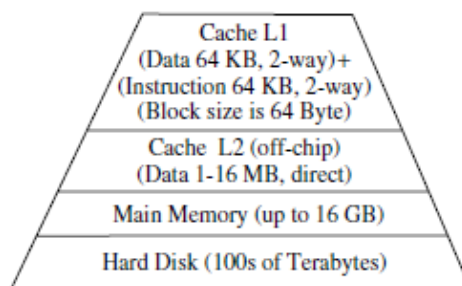 Cache L1
(Data 64 KB, 2-way)+
(Instruction 64 KB, 2-way)
(Block size is 64 Byte)
Cache L2 (off-chip)
(Data 1-16 MB, direct)
Main Memory (up to 16 GB)
Hard Disk (100s of Terabytes)